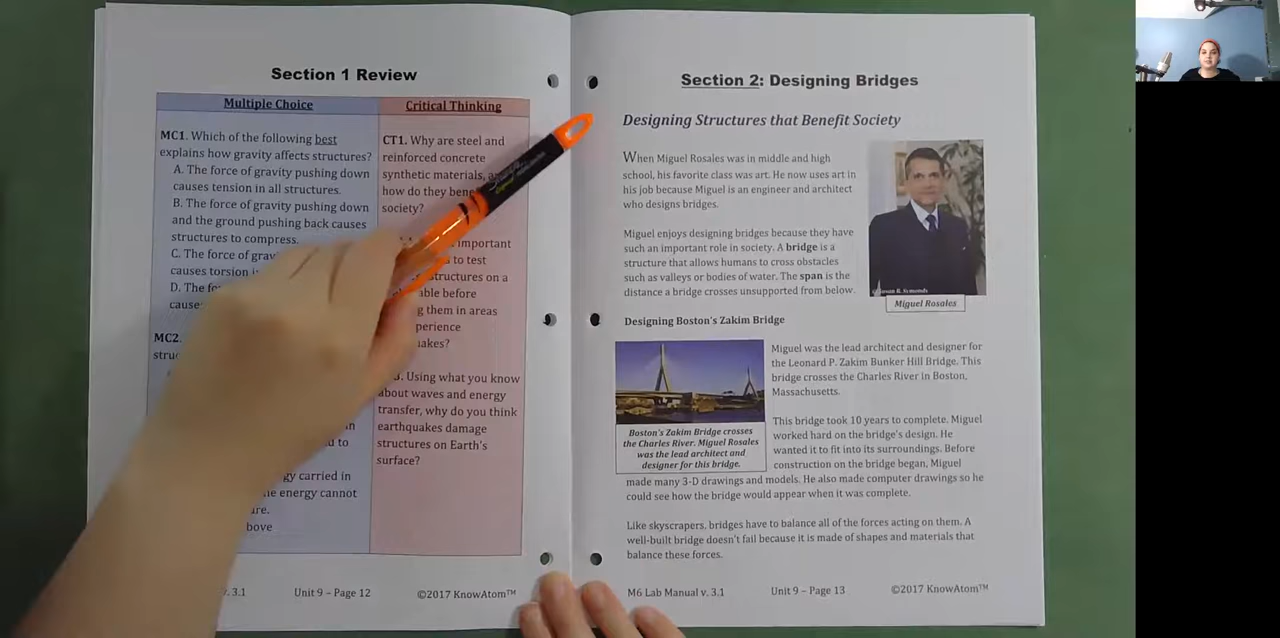 Section 1 Review
Multiple Choice
MC1. Which of the following best
explains how gravity affects structures?
A. The force of gravity pushing down
causes tension in all structures.
B. The force of gravity pushing down
and the ground pushing back causes
structures to compress.
C. The force of
causes torsion
D. The
MC2.
to
carried in
energy cannot
above
Critical Thinking
CT1. Why are steel and
reinforced concrete
synthetic materials,
how do they
society?
important
to test
structures on a
before
them in areas
Using what you know
about waves and energy
transfer, why do you think
earthquakes damage
structures on Earth's
surface?
v. 3.1
Unit 9 – Page 12
©2017 KnowAtom™
Section 2: Designing Bridges
Designing Structures that Benefit Society
When Miguel Rosales was in middle and high
school, his favorite class was art. He now uses art in
his job because Miguel is an engineer and architect
who designs bridges.
Miguel enjoys designing bridges because they have
such an important role in society. A bridge is a
structure that allows humans to cross obstacles
such as valleys or bodies of water. The span is the
distance a bridge crosses unsupported from below.
Miguel Rosales
Designing Boston's Zakim Bridge
Boston's Zakim Bridge crosses
the Charles River. Miguel Rosales
was the lead architect and
designer for this bridge.
Miguel was the lead architect and designer for
the Leonard P. Zakim Bunker Hill Bridge. This
bridge crosses the Charles River in Boston,
Massachusetts.
This bridge took 10 years to complete. Miguel
worked hard on the bridge's design. He
wanted it to fit into its surroundings. Before
construction on the bridge began, Miguel
made many 3-D drawings and models. He also made computer drawings so he
could see how the bridge would appear when it was complete.
Like skyscrapers, bridges have to balance all of the forces acting on them. A
well-built bridge doesn't fail because it is made of shapes and materials that
balance these forces.
M6 Lab Manual v. 3.1
Unit 9 – Page 13
©2017 KnowAtom™